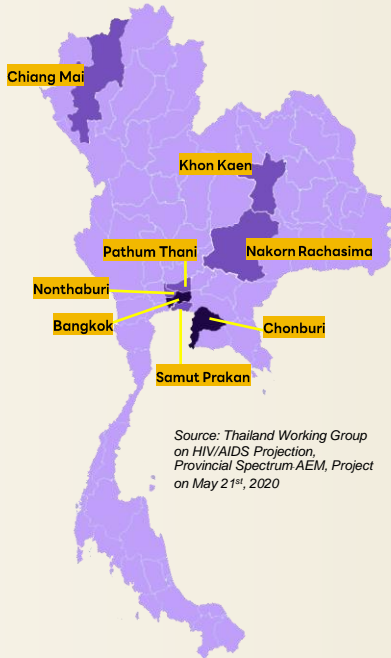 Chiang Mai
Khon Kaen
Pathum Thani
Nakorn Rachasima
Nonthaburi
Bangkok
Chonburi
Samut Prakan
Source: Thailand Working Group
on HIV/AIDS Projection,
Provincial Spectrum AEM, Project
on May 21st, 2020